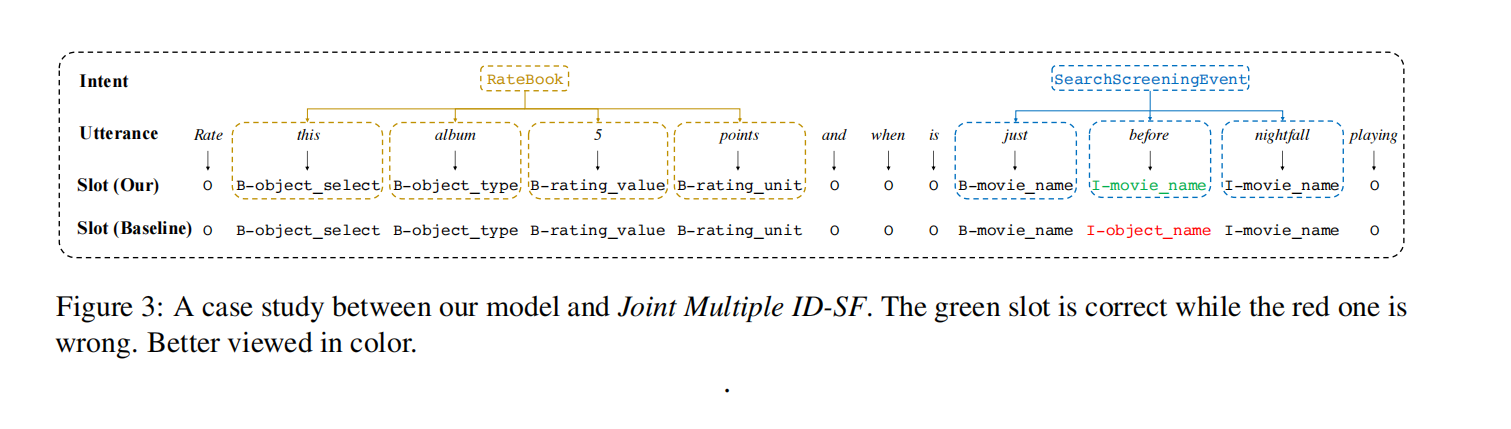 Intent RateBook SearchScreeningEvent
Utterance Rate this album 5 points and when is just before nightfall playing
Slot (Our) O B-object_select B-object_type B-rating_value B-rating_unit O O O B-movie_name I-movie_name I-movie_name O
Slot (Baseline) O B-object_select B-object_type B-rating_value B-rating_unit O O O B-movie_name I-object_name I-movie_name O
Figure 3: A case study between our model and Joint Multiple ID-SF. The green slot is correct while the red one is
wrong. Better viewed in color.
.